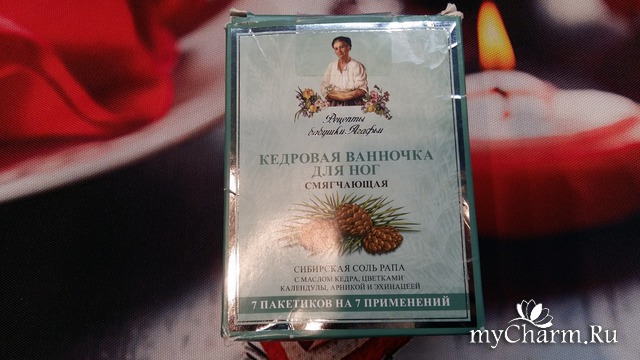 Рецепты
бабушки Агафьи
КЕДРОВАЯ ВАННОЧКА
ДЛЯ НОГ
СМЯГЧАЮЩАЯ
СИБИРСКАЯ СОЛЬ РАПА
С МАСЛОМ КЕДРА, ЦВЕТКАМИ
КАЛЕНДУЛЫ, АРНИКОЙ И ЭХИНАЦЕЕЙ
7 ПАКЕТИКОВ НА 7 ПРИМЕНЕНИЙ
myCharm.Ru